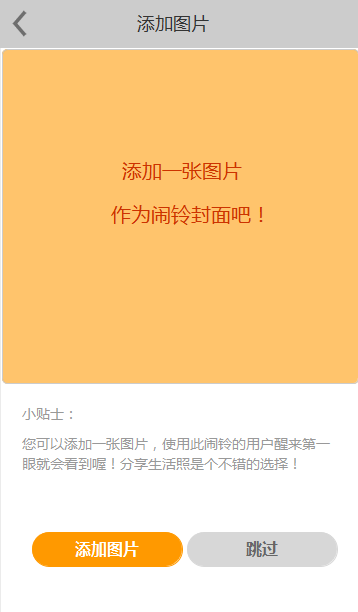 添加图片
添加一张图片
作为闹铃封面吧！
小贴士：
您可以添加一张图片，使用此闹铃的用户醒来第一
眼就会看到喔！分享生活照是个不错的选择！
添加图片 跳过